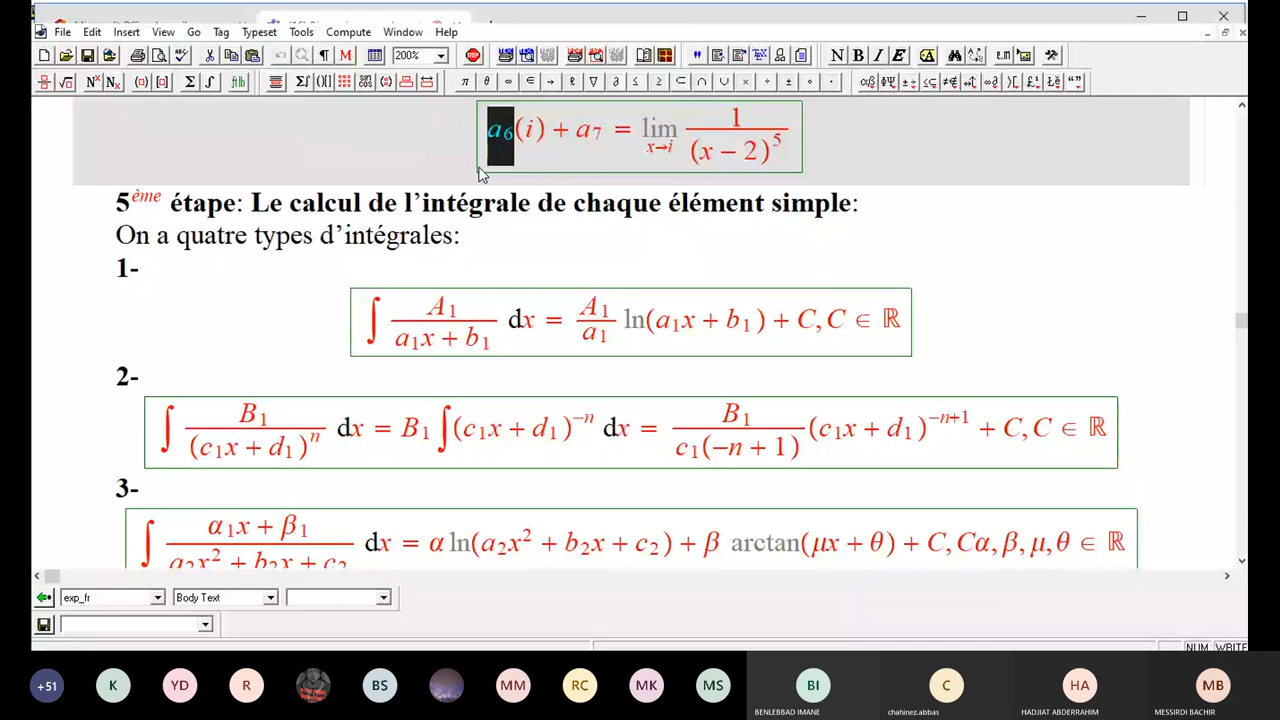 File Edit Insert View Go Tag Typeset Tools Compute Window Help
200%
a₆(i) + a₇ = lim x→i 1/(x − 2)⁵
5ème étape: Le calcul de l'intégrale de chaque élément simple:
On a quatre types d'intégrales:
1-
∫ A₁/(a₁x + b₁) dx = A₁/a₁ ln(a₁x + b₁) + C, C ∈ ℝ
2-
∫ B₁/(c₁x + d₁)ⁿ dx = B₁ ∫(c₁x + d₁)⁻ⁿ dx = B₁/(c₁(−n + 1)) (c₁x + d₁)⁻ⁿ⁺¹ + C, C ∈ ℝ
3-
∫ (α₁x + β₁)/(a₂x² + b₂x + c₂) dx = α ln(a₂x² + b₂x + c₂) + β arctan(μx + θ) + C, Cα, β, μ, θ ∈ ℝ
exp_fr Body Text
NUM WRITE
+51 K YD R BS MM RC MK MS BI C HA MB
BENLEBBAD IMANE chahinez.abbas HADJIAT ABDERRAHIM MESSIRDI BACHIR